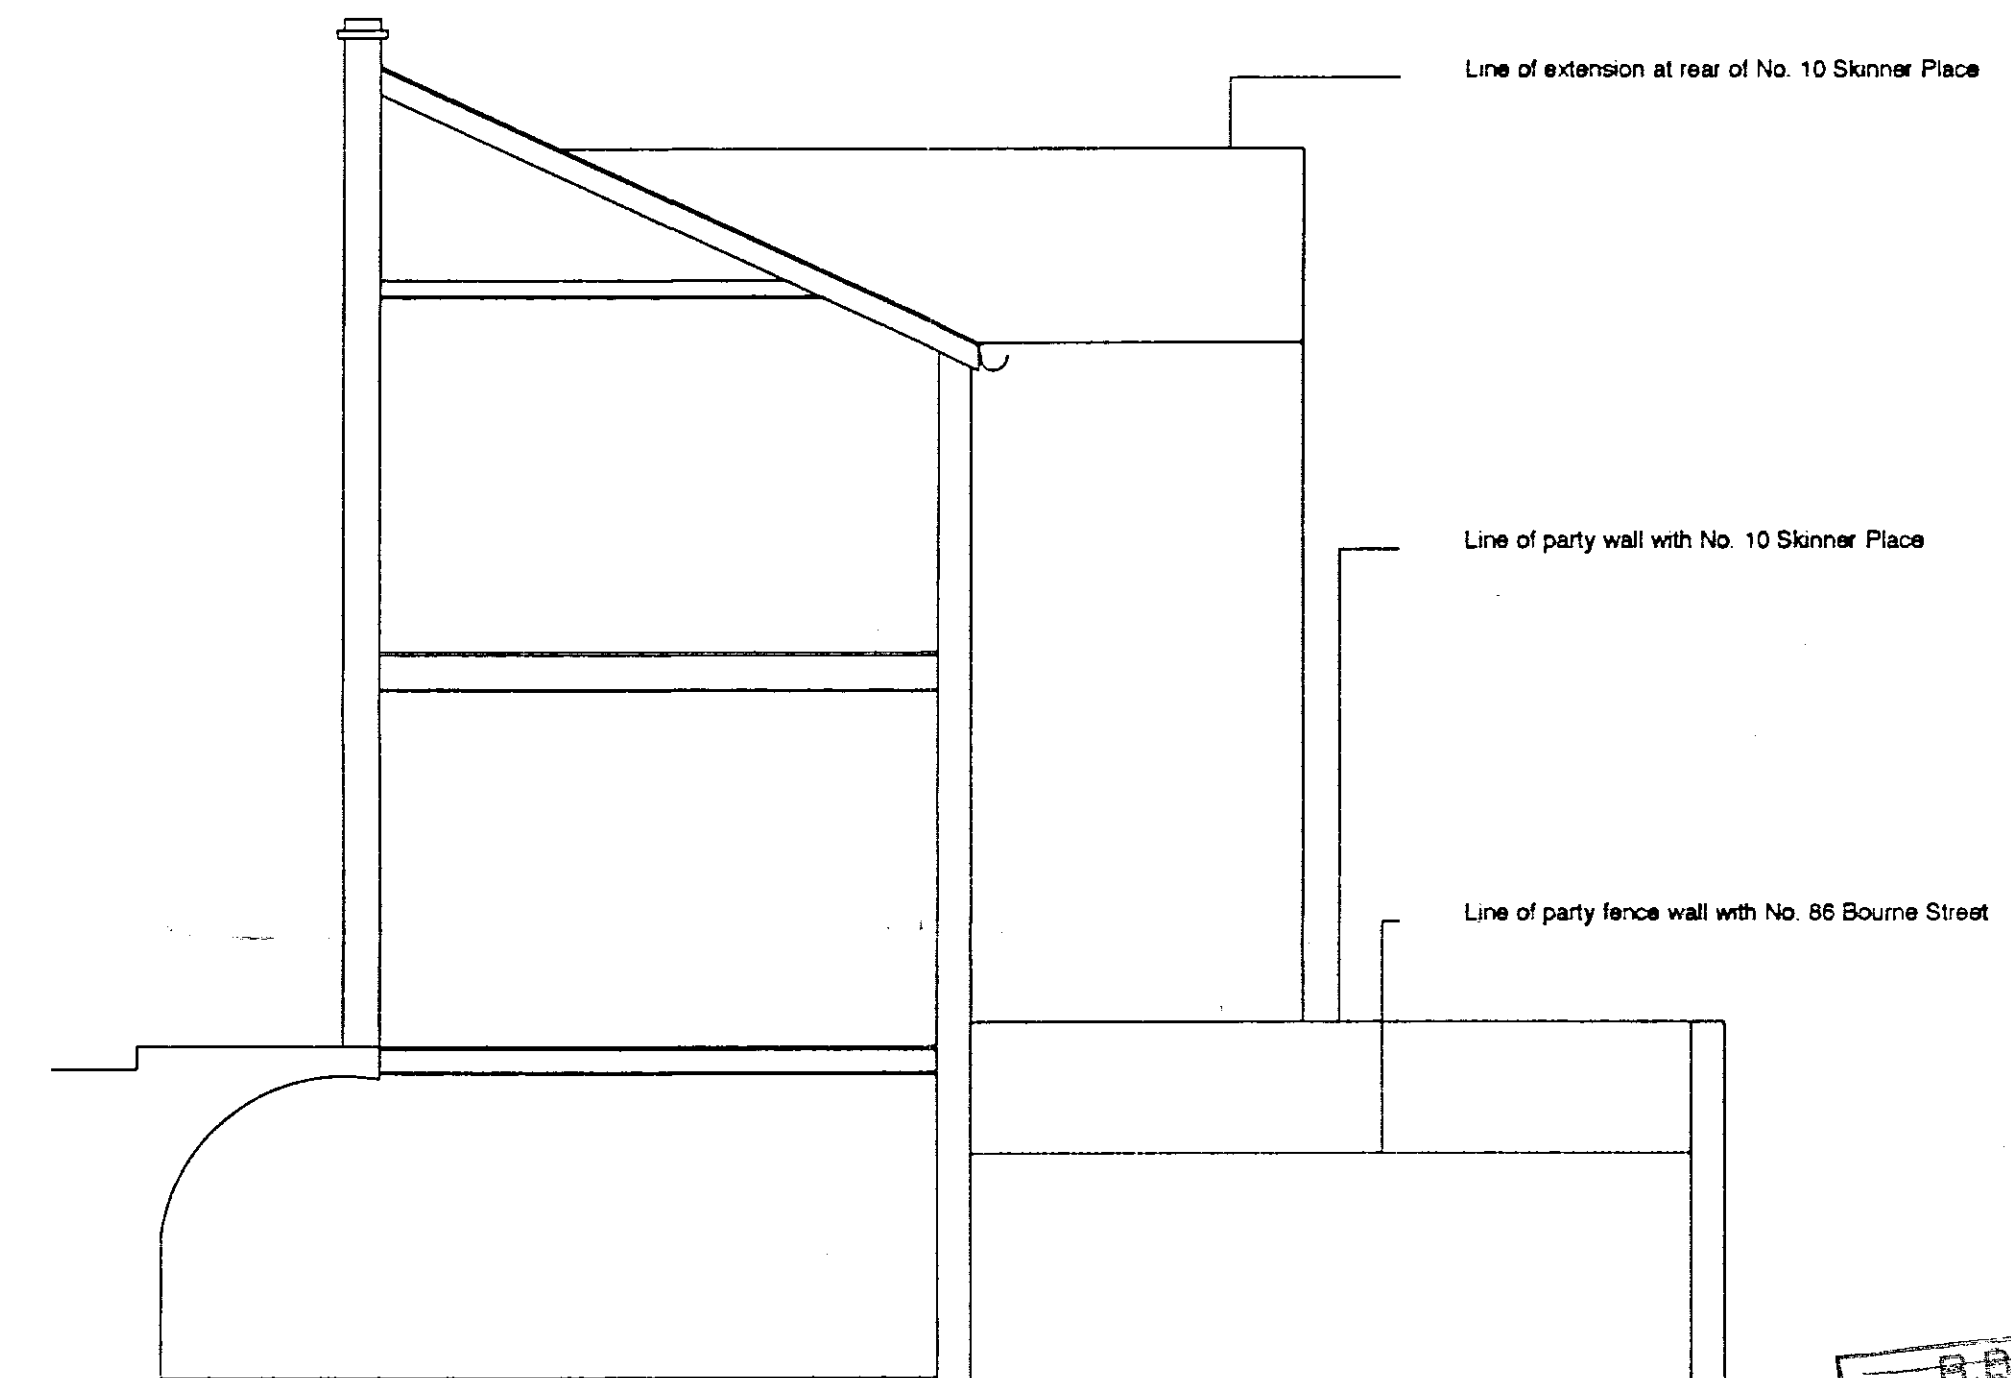 Line of extension at rear of No. 10 Skinner Place
Line of party wall with No. 10 Skinner Place
Line of party fence wall with No. 86 Bourne Street